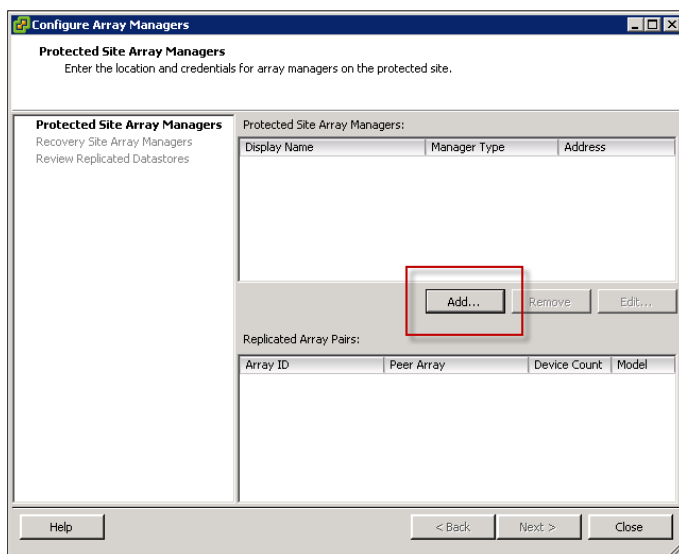 Configure Array Managers
Protected Site Array Managers
Enter the location and credentials for array managers on the protected site.
Protected Site Array Managers
Recovery Site Array Managers
Review Replicated Datastores
Protected Site Array Managers:
Display Name Manager Type Address
Add... Remove Edit...
Replicated Array Pairs:
Array ID Peer Array Device Count Model
Help < Back Next > Close